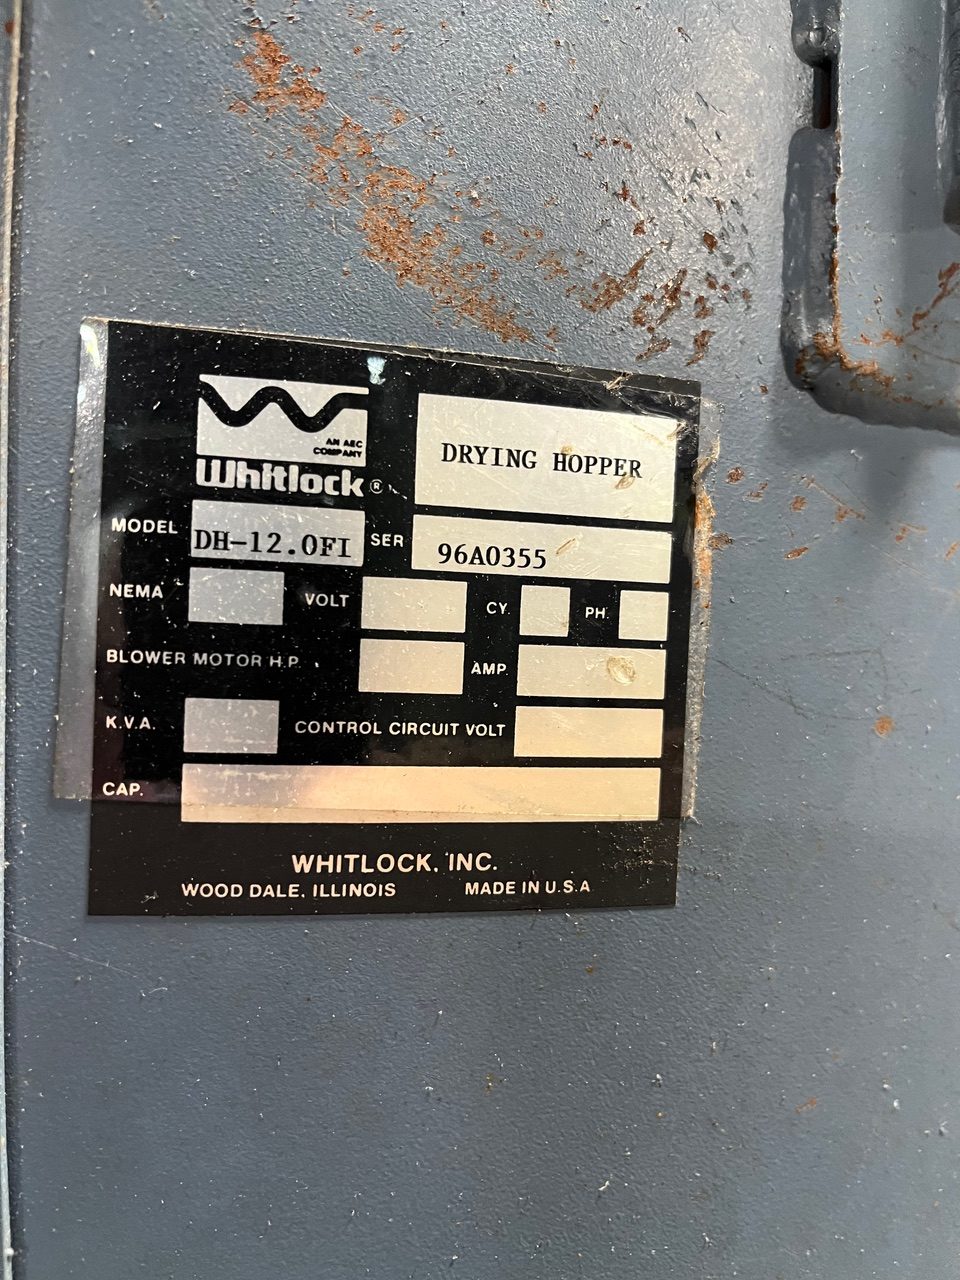 AN AEC
COMPANY
Whitlock®
DRYING HOPPER
MODEL DH-12.0FI SER 96A0355
NEMA VOLT CY. PH.
BLOWER MOTOR H.P. AMP
K.V.A. CONTROL CIRCUIT VOLT
CAP.
WHITLOCK, INC.
WOOD DALE, ILLINOIS MADE IN U.S.A